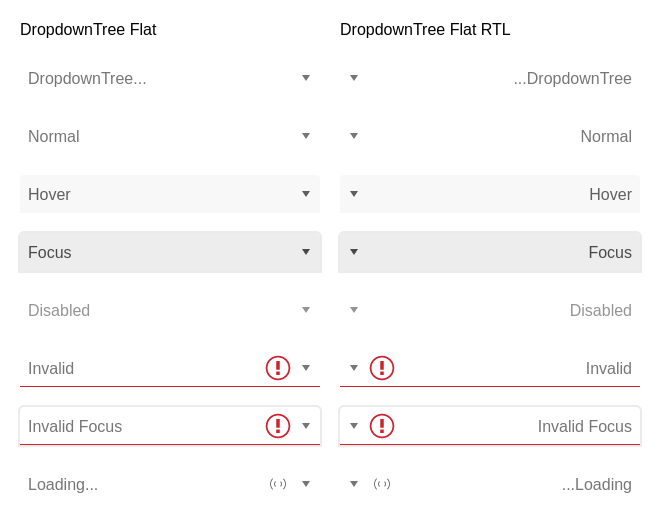 DropdownTree Flat
DropdownTree...
Normal
Hover
Focus
Disabled
Invalid
Invalid Focus
Loading...
DropdownTree Flat RTL
...DropdownTree
Normal
Hover
Focus
Disabled
Invalid
Invalid Focus
...Loading